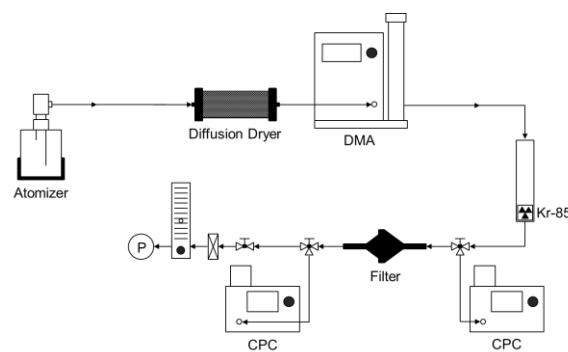 Atomizer
Diffusion Dryer
DMA
Kr-85
P
Filter
CPC
CPC